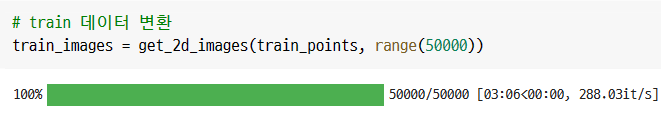 # train 데이터 변환
train_images = get_2d_images(train_points, range(50000))
100% 50000/50000 [03:06<00:00, 288.03it/s]